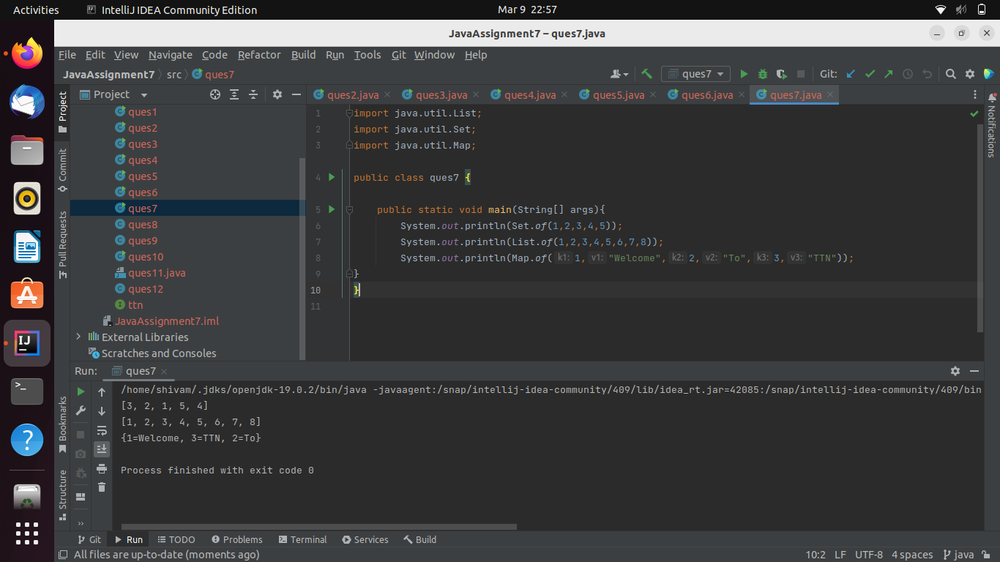 Activities
IntelliJ IDEA Community Edition
Mar 9 22:57
JavaAssignment7 – ques7.java
File Edit View Navigate Code Refactor Build Run Tools Git Window Help
JavaAssignment7 〉 src 〉 ques7
ques7
Git:
Project
Commit
Pull Requests
Bookmarks
Structure
Project
ques1
ques2
ques3
ques4
ques5
ques6
ques7
ques8
ques9
ques10
ques11.java
ques12
ttn
JavaAssignment7.iml
External Libraries
Scratches and Consoles
ques2.java ques3.java ques4.java ques5.java ques6.java ques7.java
Notifications
1 import java.util.List;
2 import java.util.Set;
3 import java.util.Map;
4 public class ques7 {
5 public static void main(String[] args){
6 System.out.println(Set.of(1,2,3,4,5));
7 System.out.println(List.of(1,2,3,4,5,6,7,8));
8 System.out.println(Map.of( k1: 1, v1: "Welcome", k2: 2, v2: "To", k3: 3, v3: "TTN"));
9 }
10 }
11
Run: ques7
/home/shivam/.jdks/openjdk-19.0.2/bin/java -javaagent:/snap/intellij-idea-community/409/lib/idea_rt.jar=42085:/snap/intellij-idea-community/409/bin
[3, 2, 1, 5, 4]
[1, 2, 3, 4, 5, 6, 7, 8]
{1=Welcome, 3=TTN, 2=To}
Process finished with exit code 0
Git Run TODO Problems Terminal Services Build
All files are up-to-date (moments ago)
10:2 LF UTF-8 4 spaces java